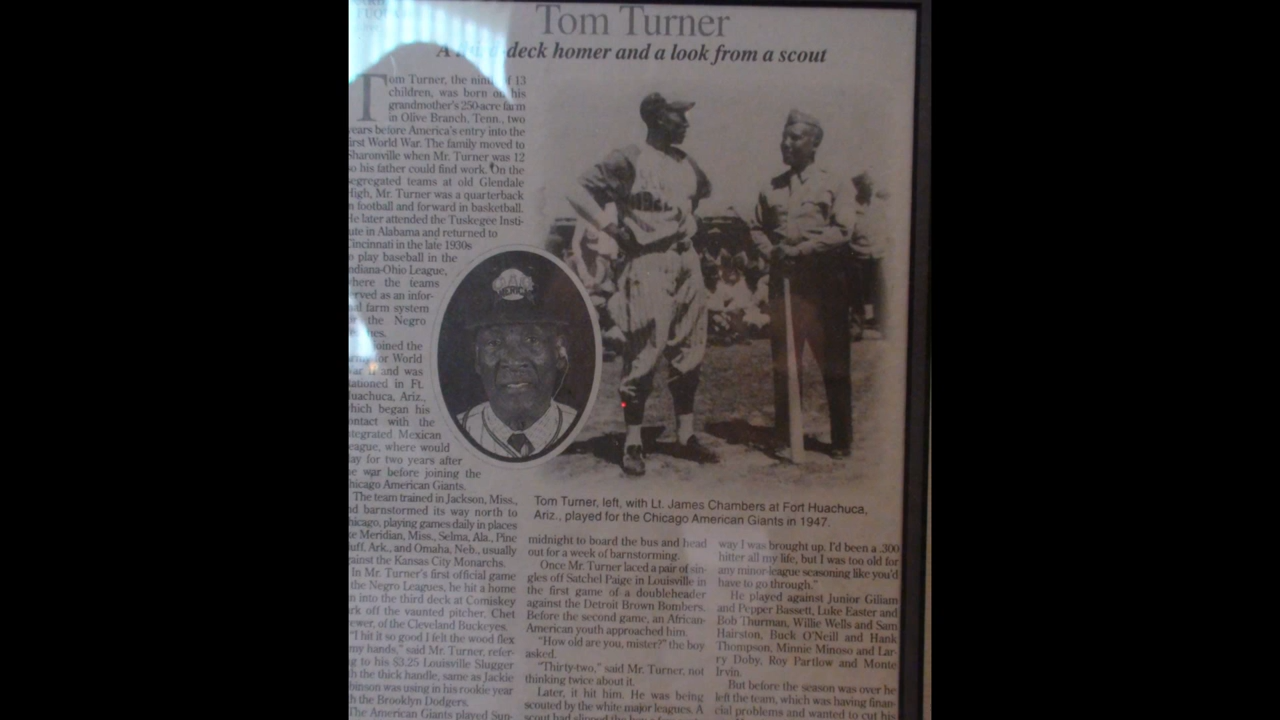 Tom Turner
deck homer and a look from a scout
Tom Turner, the ninth of 13
children, was born on his
grandmother's 250-acre farm
in Olive Branch, Tenn., two
ears before America's entry into the
irst World War. The family moved to
Sharonville when Mr. Turner was 12
o his father could find work. On the
egregated teams at old Glendale
High, Mr. Turner was a quarterback
n football and forward in basketball.
He later attended the Tuskegee Insti-
ute in Alabama and returned to
Cincinnati in the late 1930s
o play baseball in the
ndiana-Ohio League,
here the teams
erved as an infor-
al farm system
the Negro
oined the
for World
and was
ationed in Ft.
uachuca, Ariz.,
hich began his
ontact with the
ntegrated Mexican
eague, where would
ay for two years after
e war before joining the
hicago American Giants.
The team trained in Jackson, Miss.,
nd barnstormed its way north to
hicago, playing games daily in places
e Meridian, Miss., Selma, Ala., Pine
uff, Ark., and Omaha, Neb., usually
ainst the Kansas City Monarchs.
In Mr. Turner's first official game
the Negro Leagues, he hit a home
n into the third deck at Comiskey
rk off the vaunted pitcher, Chet
ewer, of the Cleveland Buckeyes.
"I hit it so good I felt the wood flex
my hands," said Mr. Turner, refer-
g to his $3.25 Louisville Slugger
h the thick handle, same as Jackie
binson was using in his rookie year
h the Brooklyn Dodgers.
The American Giants played Sun-
AMERICA
Tom Turner, left, with Lt. James Chambers at Fort Huachuca,
Ariz., played for the Chicago American Giants in 1947.
midnight to board the bus and head
out for a week of barnstorming.
Once Mr. Turner laced a pair of sin-
gles off Satchel Paige in Louisville in
the first game of a doubleheader
against the Detroit Brown Bombers.
Before the second game, an African-
American youth approached him.
"How old are you, mister?" the boy
asked.
"Thirty-two," said Mr. Turner, not
thinking twice about it.
Later, it hit him. He was being
scouted by the white major leagues. A
scout had slipped the boy
way I was brought up. I'd been a .300
hitter all my life, but I was too old for
any minor-league seasoning like you'd
have to go through."
He played against Junior Giliam
and Pepper Bassett, Luke Easter and
Bob Thurman, Willie Wells and Sam
Hairston, Buck O'Neill and Hank
Thompson, Minnie Minoso and Lar-
ry Doby, Roy Partlow and Monte
Irvin.
But before the season was over he
left the team, which was having finan-
cial problems and wanted to cut his